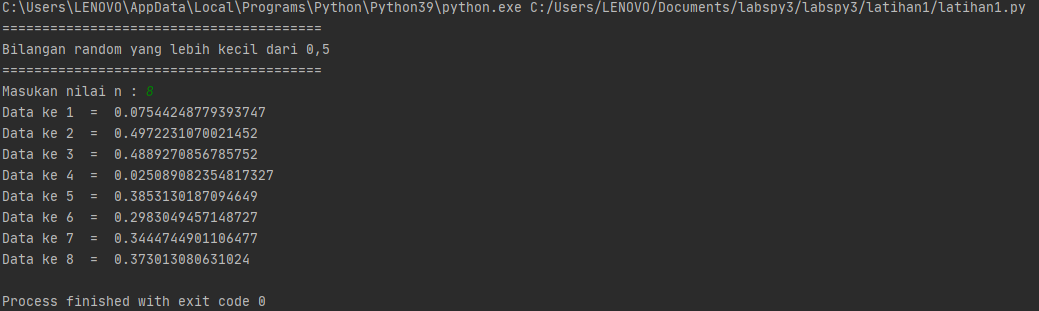 C:\Users\LENOVO\AppData\Local\Programs\Python\Python39\python.exe C:/Users/LENOVO/Documents/labspy3/labspy3/latihan1/latihan1.py
========================================
Bilangan random yang lebih kecil dari 0,5
========================================
Masukan nilai n : 8
Data ke 1  =  0.07544248779393747
Data ke 2  =  0.4972231070021452
Data ke 3  =  0.4889270856785752
Data ke 4  =  0.025089082354817327
Data ke 5  =  0.3853130187094649
Data ke 6  =  0.2983049457148727
Data ke 7  =  0.3444744901106477
Data ke 8  =  0.373013080631024
Process finished with exit code 0